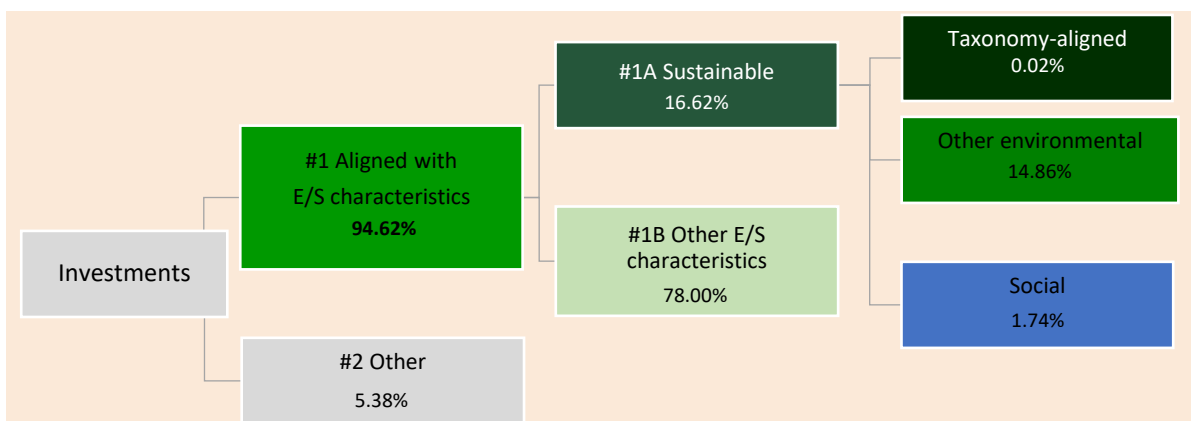 Investments
#1 Aligned with
E/S characteristics
94.62%
#2 Other
5.38%
#1A Sustainable
16.62%
#1B Other E/S
characteristics
78.00%
Taxonomy-aligned
0.02%
Other environmental
14.86%
Social
1.74%